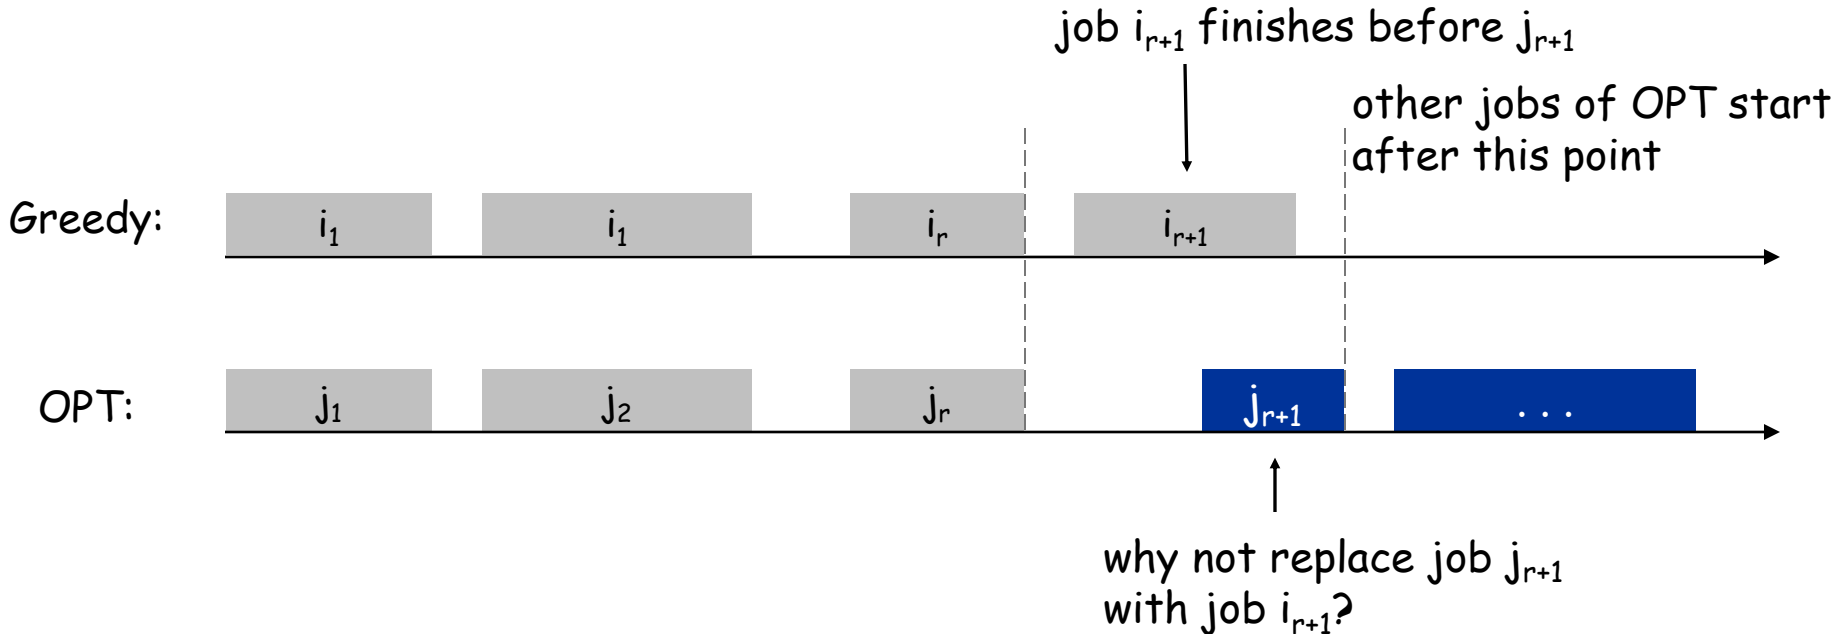 job i_{r+1} finishes before j_{r+1}
other jobs of OPT start
after this point
Greedy: i_1 i_1 i_r i_{r+1}
OPT: j_1 j_2 j_r j_{r+1} . . .
why not replace job j_{r+1}
with job i_{r+1}?